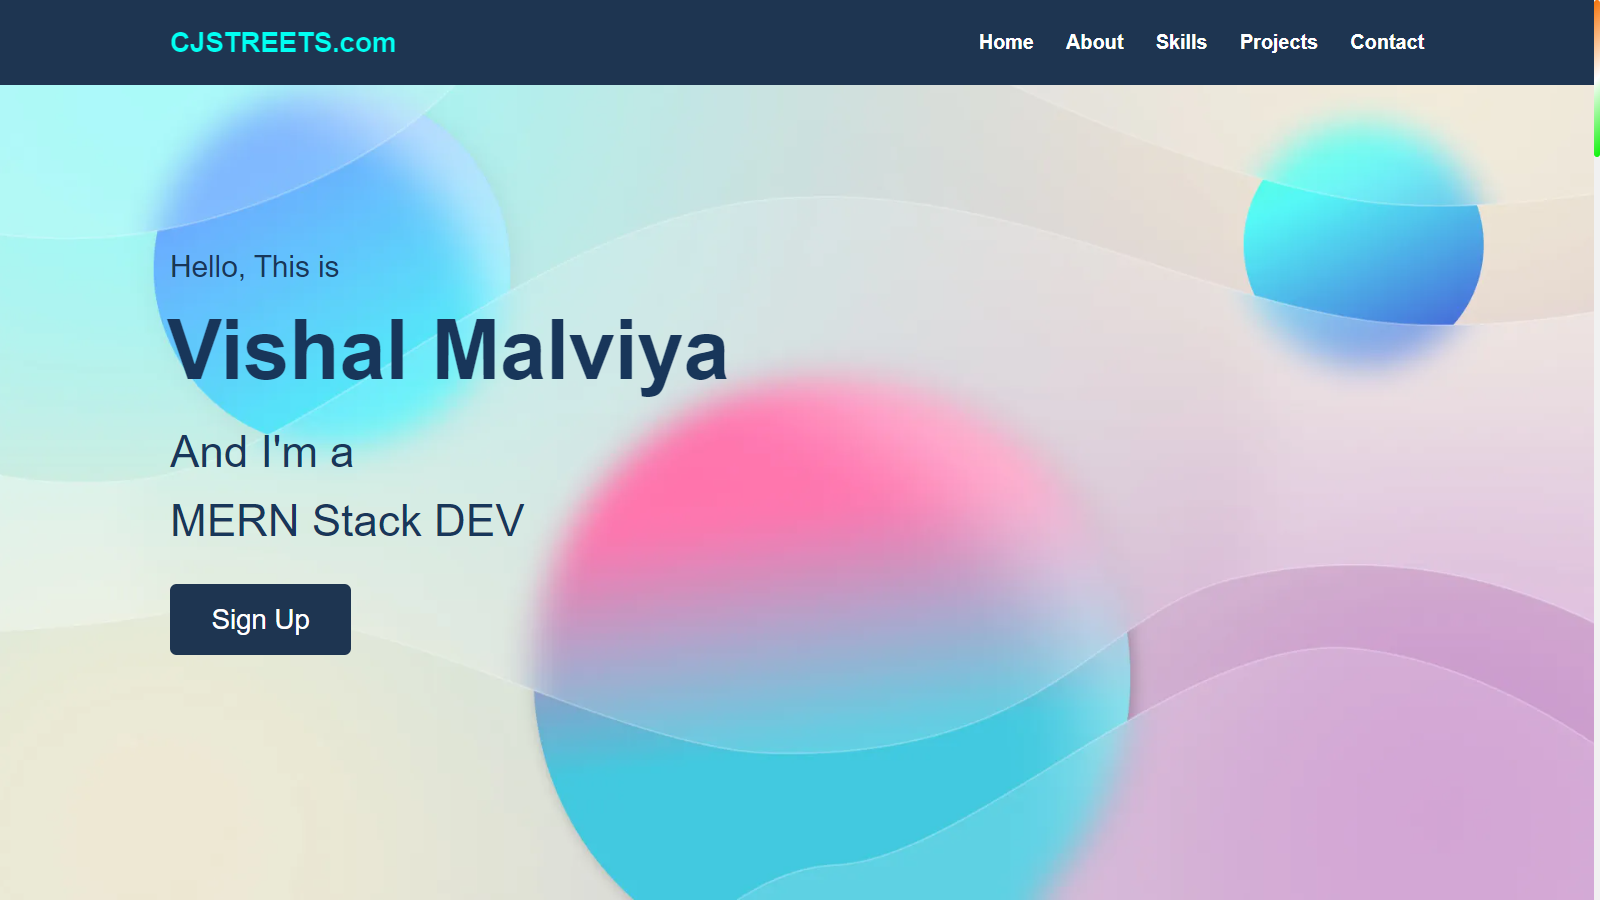 CJSTREETS.com
Home About Skills Projects Contact
Hello, This is
Vishal Malviya
And I'm a
MERN Stack DEV
Sign Up